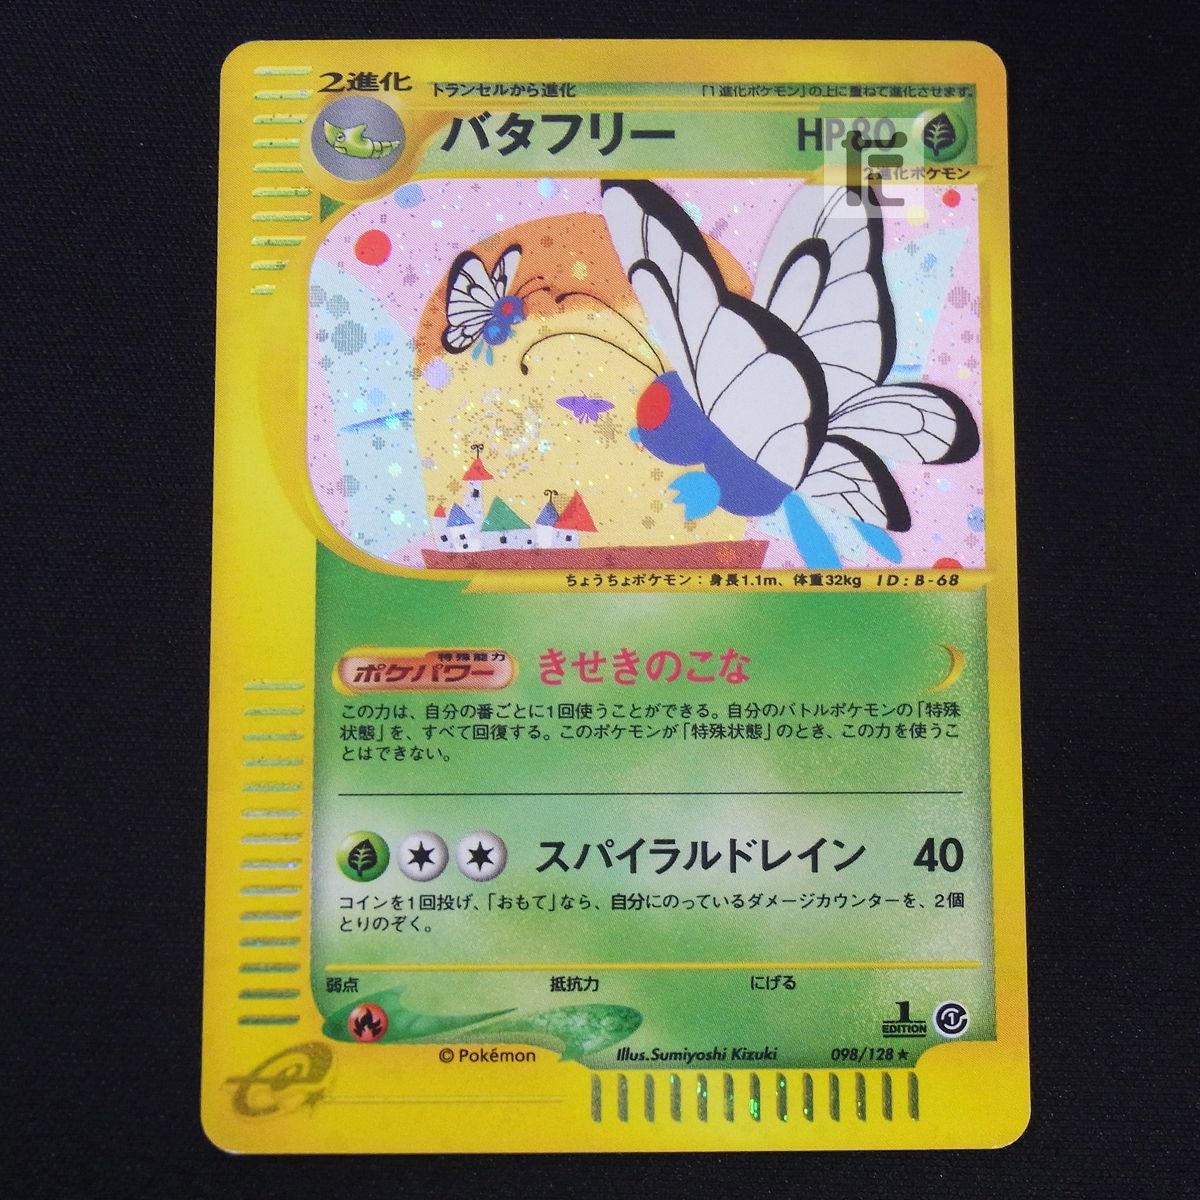 2進化
トランセルから進化
「1進化ポケモン」の上に重ねて進化させます。
バタフリー
HP 80
匠
2進化ポケモン
ちょうちょポケモン：身長1.1m、体重32kg ID：B-68
特殊能力
ポケパワー
きせきのこな
この力は、自分の番ごとに1回使うことができる。自分のバトルポケモンの「特殊
状態」を、すべて回復する。このポケモンが「特殊状態」のとき、この力を使うこ
とはできない。
スパイラルドレイン 40
コインを1回投げ、「おもて」なら、自分にのっているダメージカウンターを、2個
とりのぞく。
弱点 抵抗力 にげる
1
EDITION
1
© Pokémon Illus.Sumiyoshi Kizuki 098/128 ★
e